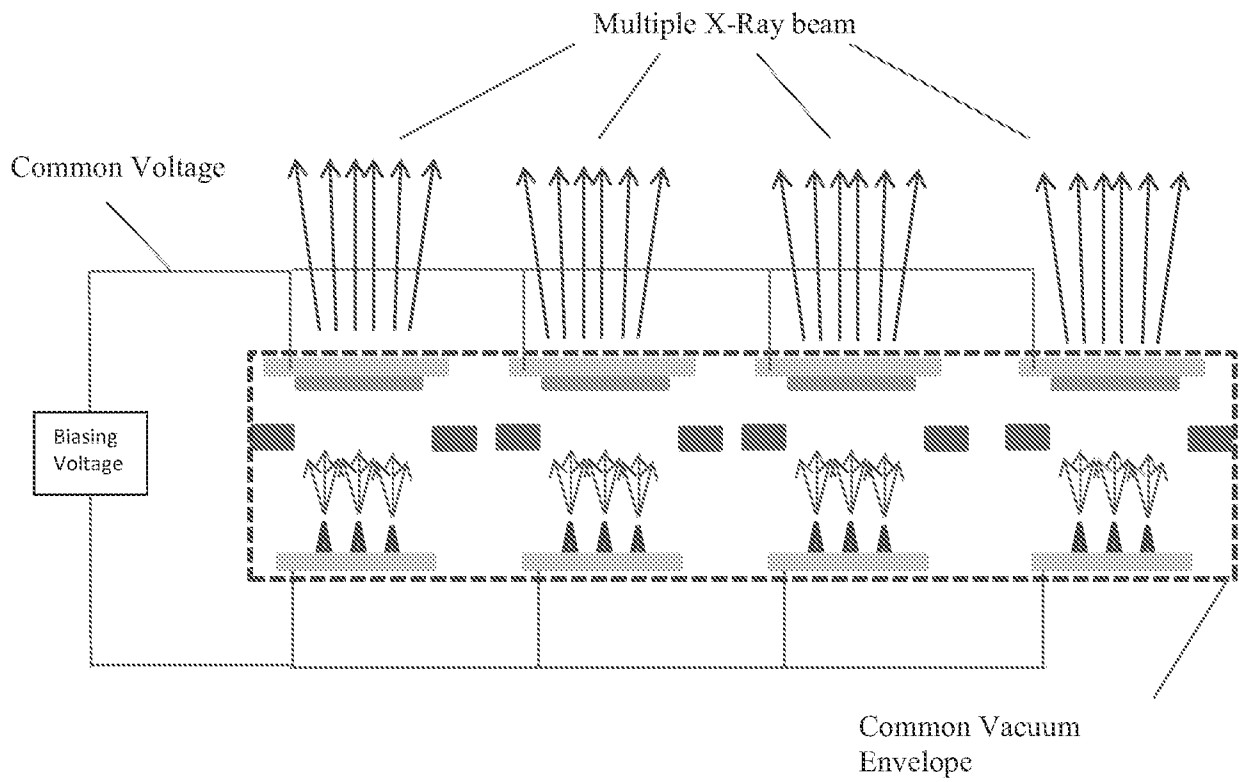 Multiple X-Ray beam
Common Voltage
Biasing
Voltage
Common Vacuum
Envelope